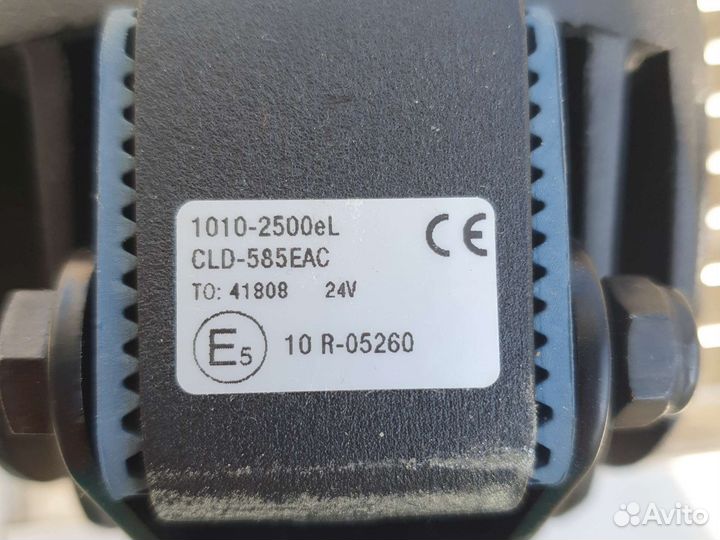 1010-2500eL
CE
CLD-585EAC
TO: 41808 24V
E5 10 R-05260
Avito